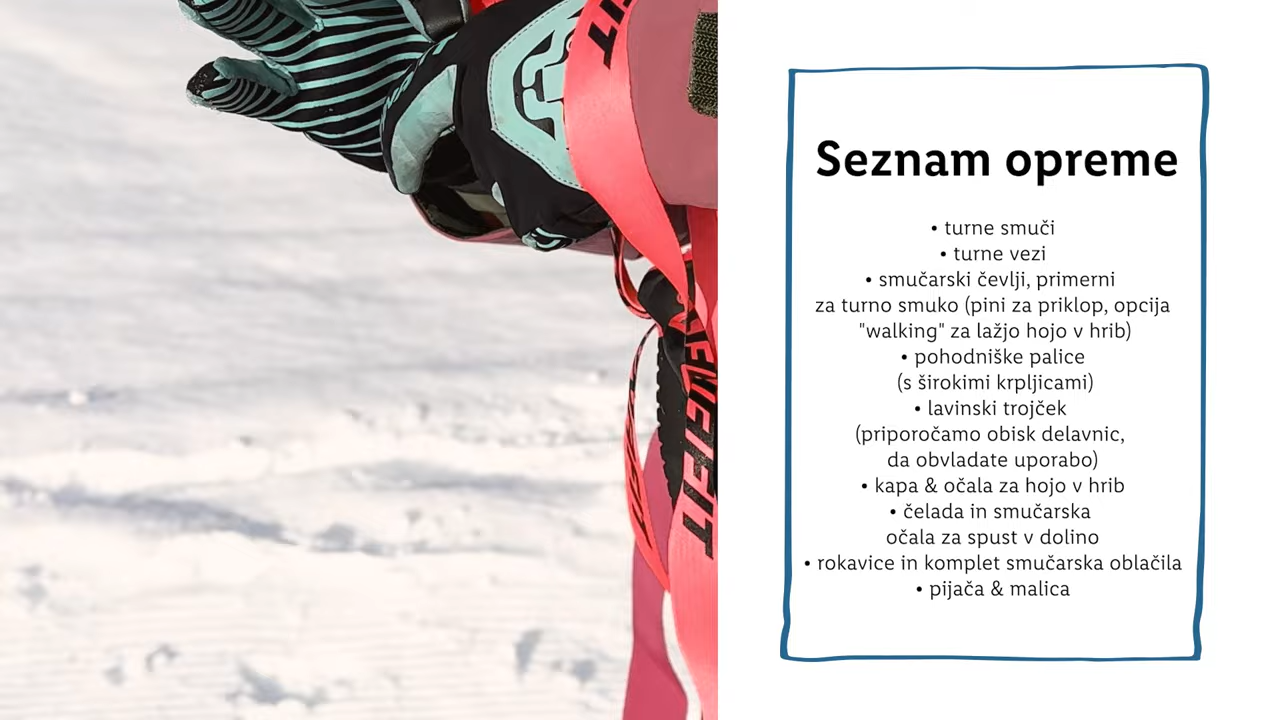 FIT
DYNAFIT
Seznam opreme
• turne smuči
• turne vezi
• smučarski čevlji, primerni
za turno smuko (pini za priklop, opcija
"walking" za lažjo hojo v hrib)
• pohodniške palice
(s širokimi krpljicami)
• lavinski trojček
(priporočamo obisk delavnic,
da obvladate uporabo)
• kapa & očala za hojo v hrib
• čelada in smučarska
očala za spust v dolino
• rokavice in komplet smučarska oblačila
• pijača & malica